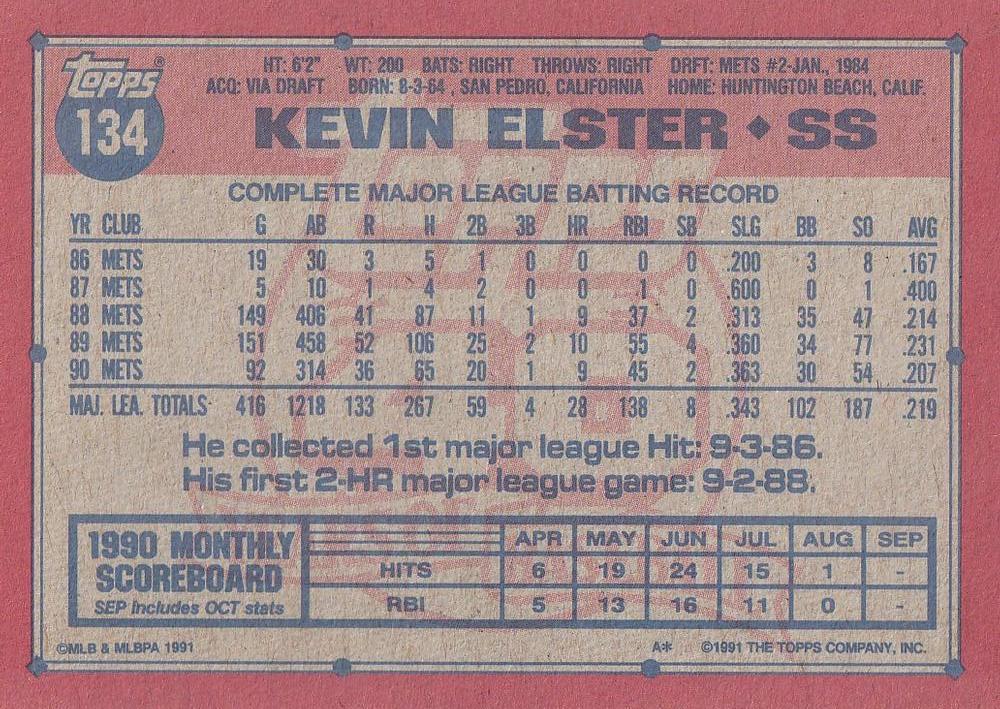 TOPPS®
134
HT: 6'2" WT: 200 BATS: RIGHT THROWS: RIGHT DRFT: METS #2-JAN., 1984
ACQ: VIA DRAFT BORN: 8-3-64 , SAN PEDRO, CALIFORNIA HOME: HUNTINGTON BEACH, CALIF.
KEVIN ELSTER ◆ SS
COMPLETE MAJOR LEAGUE BATTING RECORD
YR CLUB G AB R H 2B 3B HR RBI SB SLG BB SO AVG
86 METS 19 30 3 5 1 0 0 0 0 .200 3 8 .167
87 METS 5 10 1 4 2 0 0 1 0 .600 0 1 .400
88 METS 149 406 41 87 11 1 9 37 2 .313 35 47 .214
89 METS 151 458 52 106 25 2 10 55 4 .360 34 77 .231
90 METS 92 314 36 65 20 1 9 45 2 .363 30 54 .207
MAJ. LEA. TOTALS 416 1218 133 267 59 4 28 138 8 .343 102 187 .219
He collected 1st major league Hit: 9-3-86.
His first 2-HR major league game: 9-2-88.
1990 MONTHLY
SCOREBOARD
SEP includes OCT stats
APR MAY JUN JUL AUG SEP
HITS 6 19 24 15 1 -
RBI 5 13 16 11 0 -
©MLB & MLBPA 1991 A* ©1991 THE TOPPS COMPANY, INC.